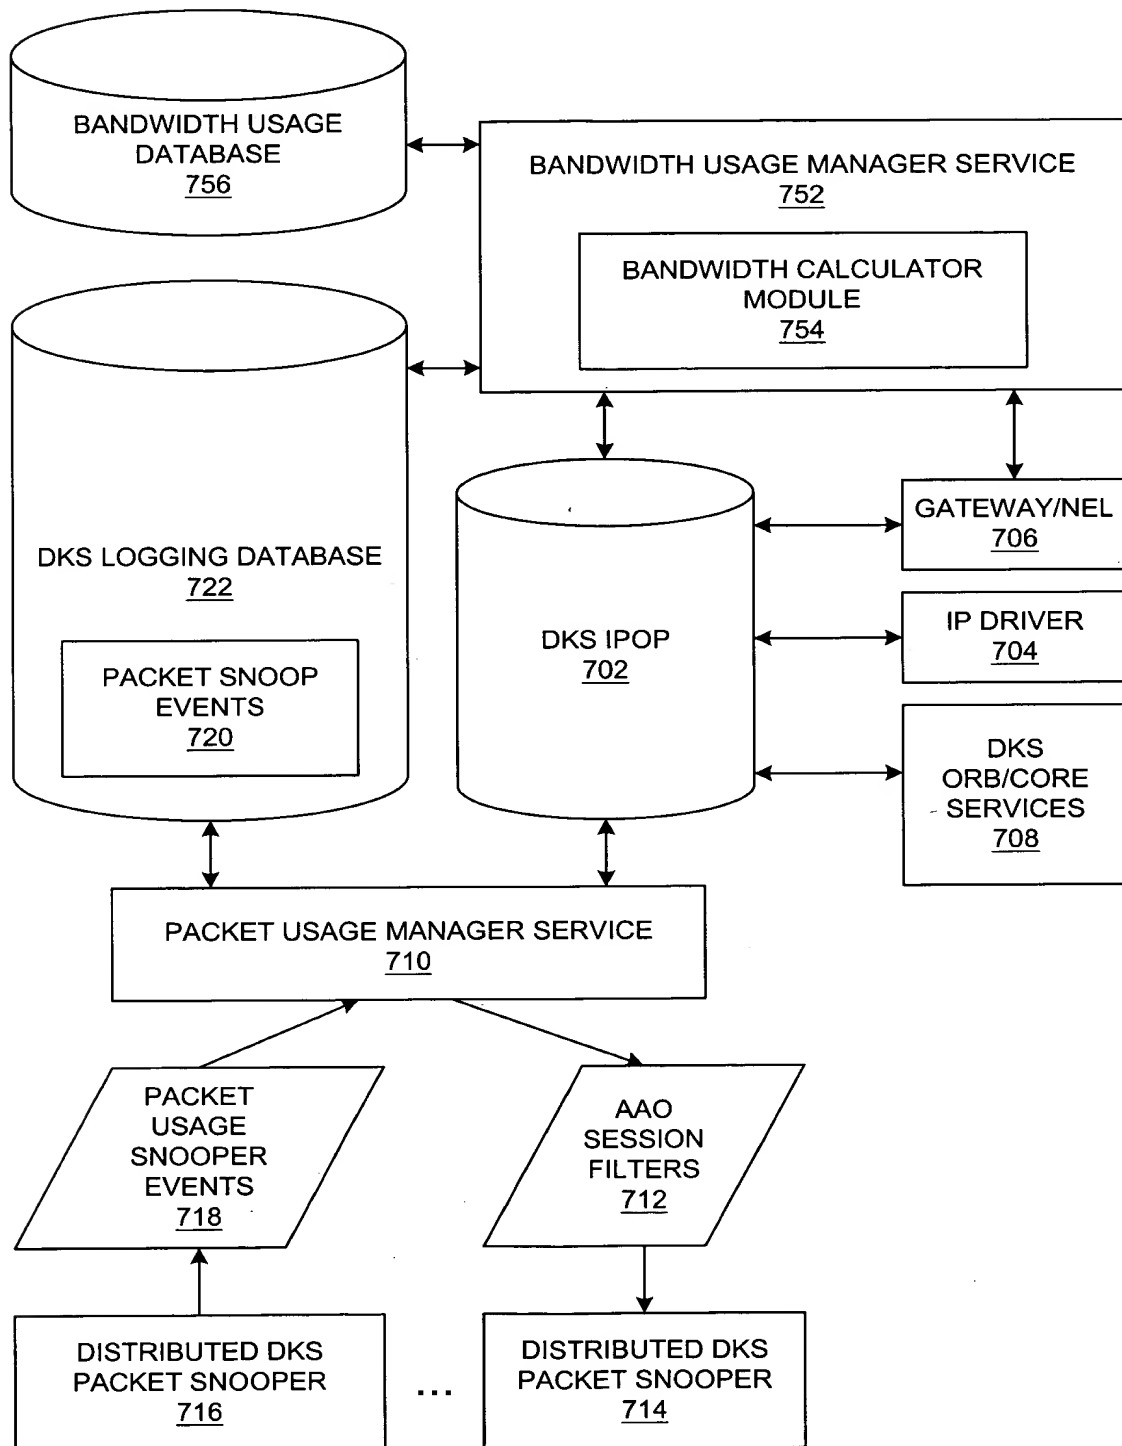 BANDWIDTH USAGE
DATABASE
756
BANDWIDTH USAGE MANAGER SERVICE
752
BANDWIDTH CALCULATOR
MODULE
754
DKS LOGGING DATABASE
722
PACKET SNOOP
EVENTS
720
DKS IPOP
702
GATEWAY/NEL
706
IP DRIVER
704
DKS
ORB/CORE
SERVICES
708
PACKET USAGE MANAGER SERVICE
710
PACKET
USAGE
SNOOPER
EVENTS
718
AAO
SESSION
FILTERS
712
DISTRIBUTED DKS
PACKET SNOOPER
716
...
DISTRIBUTED DKS
PACKET SNOOPER
714